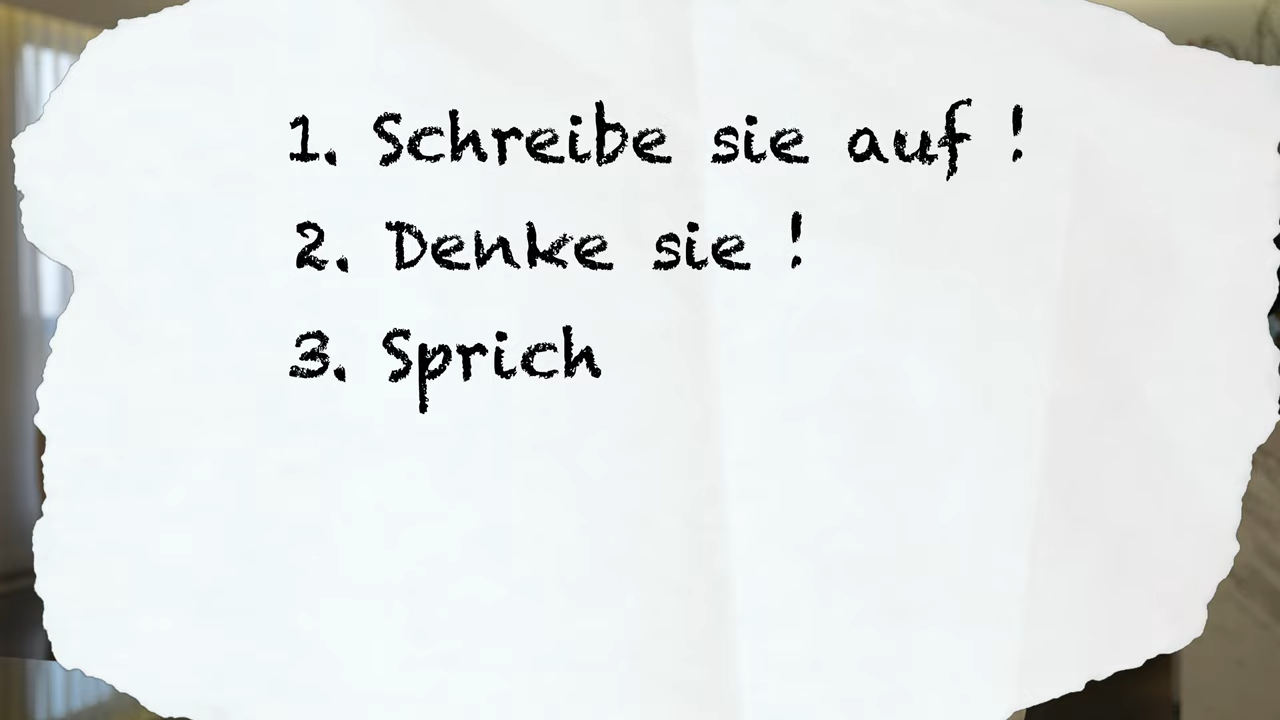 1. Schreibe sie auf !
2. Denke sie !
3. Sprich